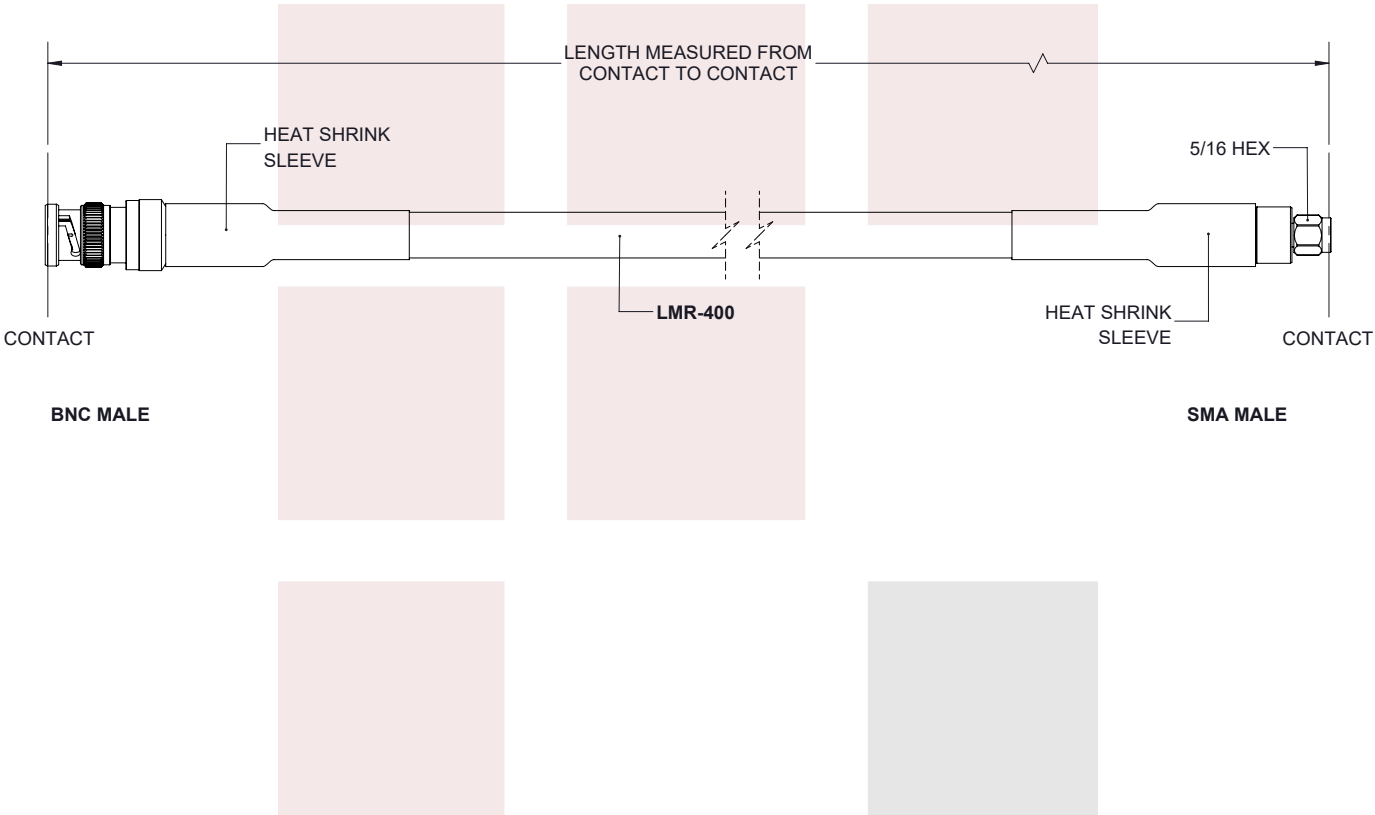 LENGTH MEASURED FROM
CONTACT TO CONTACT
HEAT SHRINK
SLEEVE
5/16 HEX
LMR-400
HEAT SHRINK
SLEEVE
CONTACT
CONTACT
BNC MALE
SMA MALE